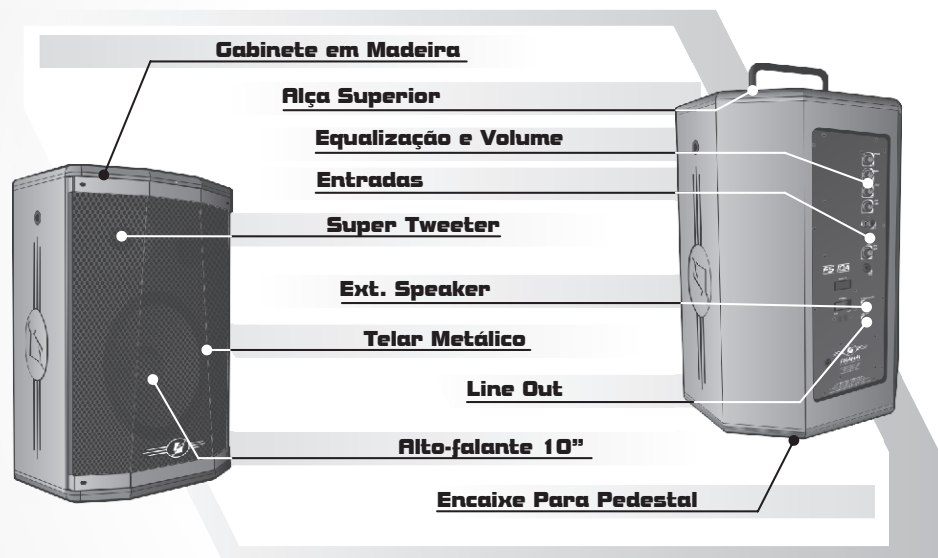 Gabinete em Madeira
Alça Superior
Equalização e Volume
Entradas
Super Tweeter
Ext. Speaker
Telar Metálico
Line Out
Alto-falante 10”
Encaixe Para Pedestal